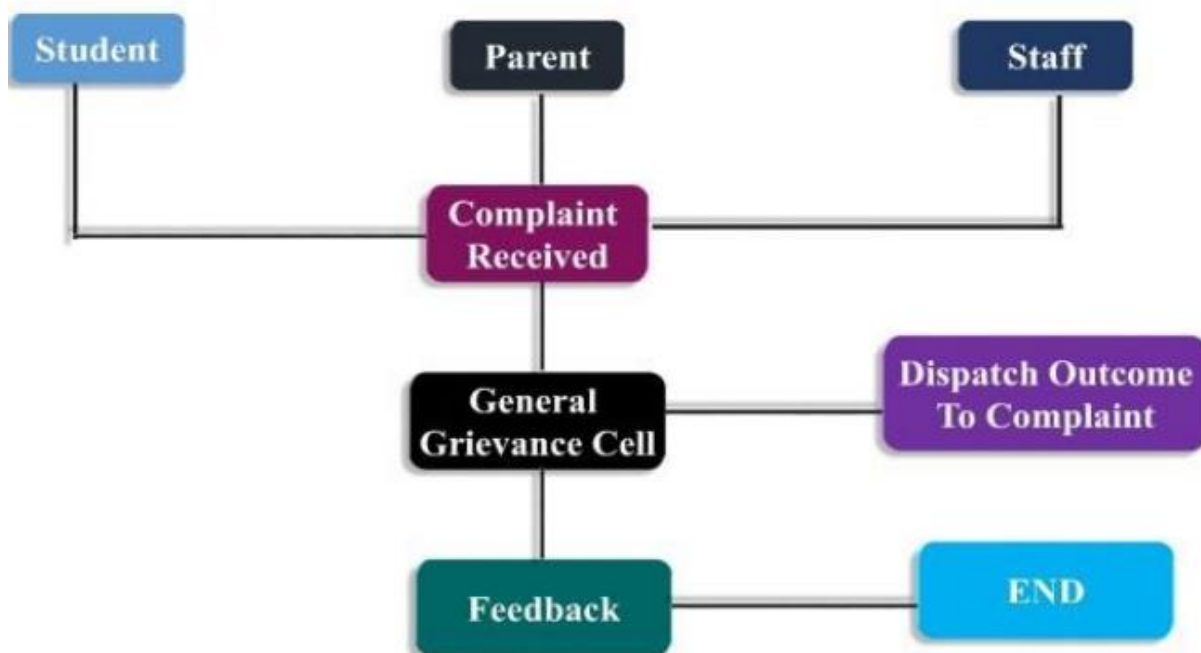 Student
Parent
Staff
Complaint
Received
General
Grievance Cell
Dispatch Outcome
To Complaint
Feedback
END